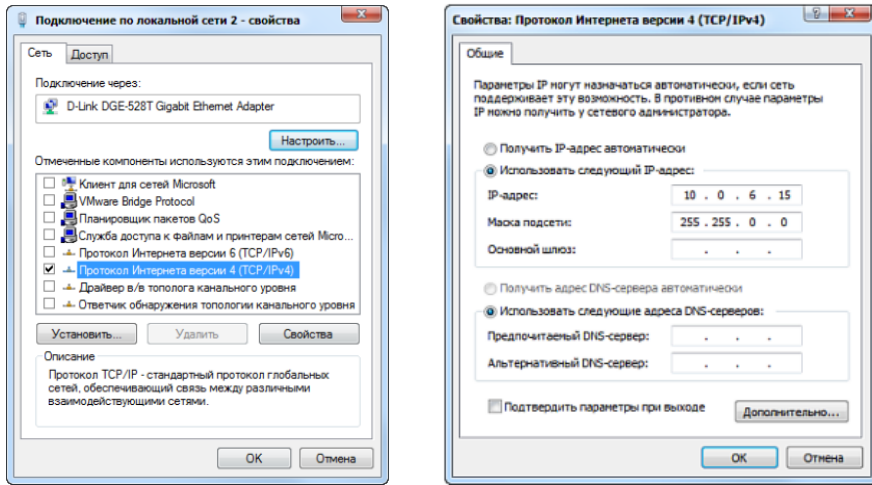 Подключение по локальной сети 2 - свойства
Сеть
Доступ
Подключение через:
D-Link DGE-528T Gigabit Ethernet Adapter
Настроить...
Отмеченные компоненты используются этим подключением:
Клиент для сетей Microsoft
VMware Bridge Protocol
Планировщик пакетов QoS
Служба доступа к файлам и принтерам сетей Micro...
Протокол Интернета версии 6 (TCP/IPv6)
Протокол Интернета версии 4 (TCP/IPv4)
Драйвер в/в тополога канального уровня
Ответчик обнаружения топологии канального уровня
Установить...
Удалить
Свойства
Описание
Протокол TCP/IP - стандартный протокол глобальных
сетей, обеспечивающий связь между различными
взаимодействующими сетями.
OK
Отмена
Свойства: Протокол Интернета версии 4 (TCP/IPv4)
Общие
Параметры IP могут назначаться автоматически, если сеть
поддерживает эту возможность. В противном случае параметры
IP можно получить у сетевого администратора.
Получить IP-адрес автоматически
Использовать следующий IP-адрес:
IP-адрес: 10 . 0 . 6 . 15
Маска подсети: 255 . 255 . 0 . 0
Основной шлюз: . . .
Получить адрес DNS-сервера автоматически
Использовать следующие адреса DNS-серверов:
Предпочитаемый DNS-сервер: . . .
Альтернативный DNS-сервер: . . .
Подтвердить параметры при выходе
Дополнительно...
OK
Отмена